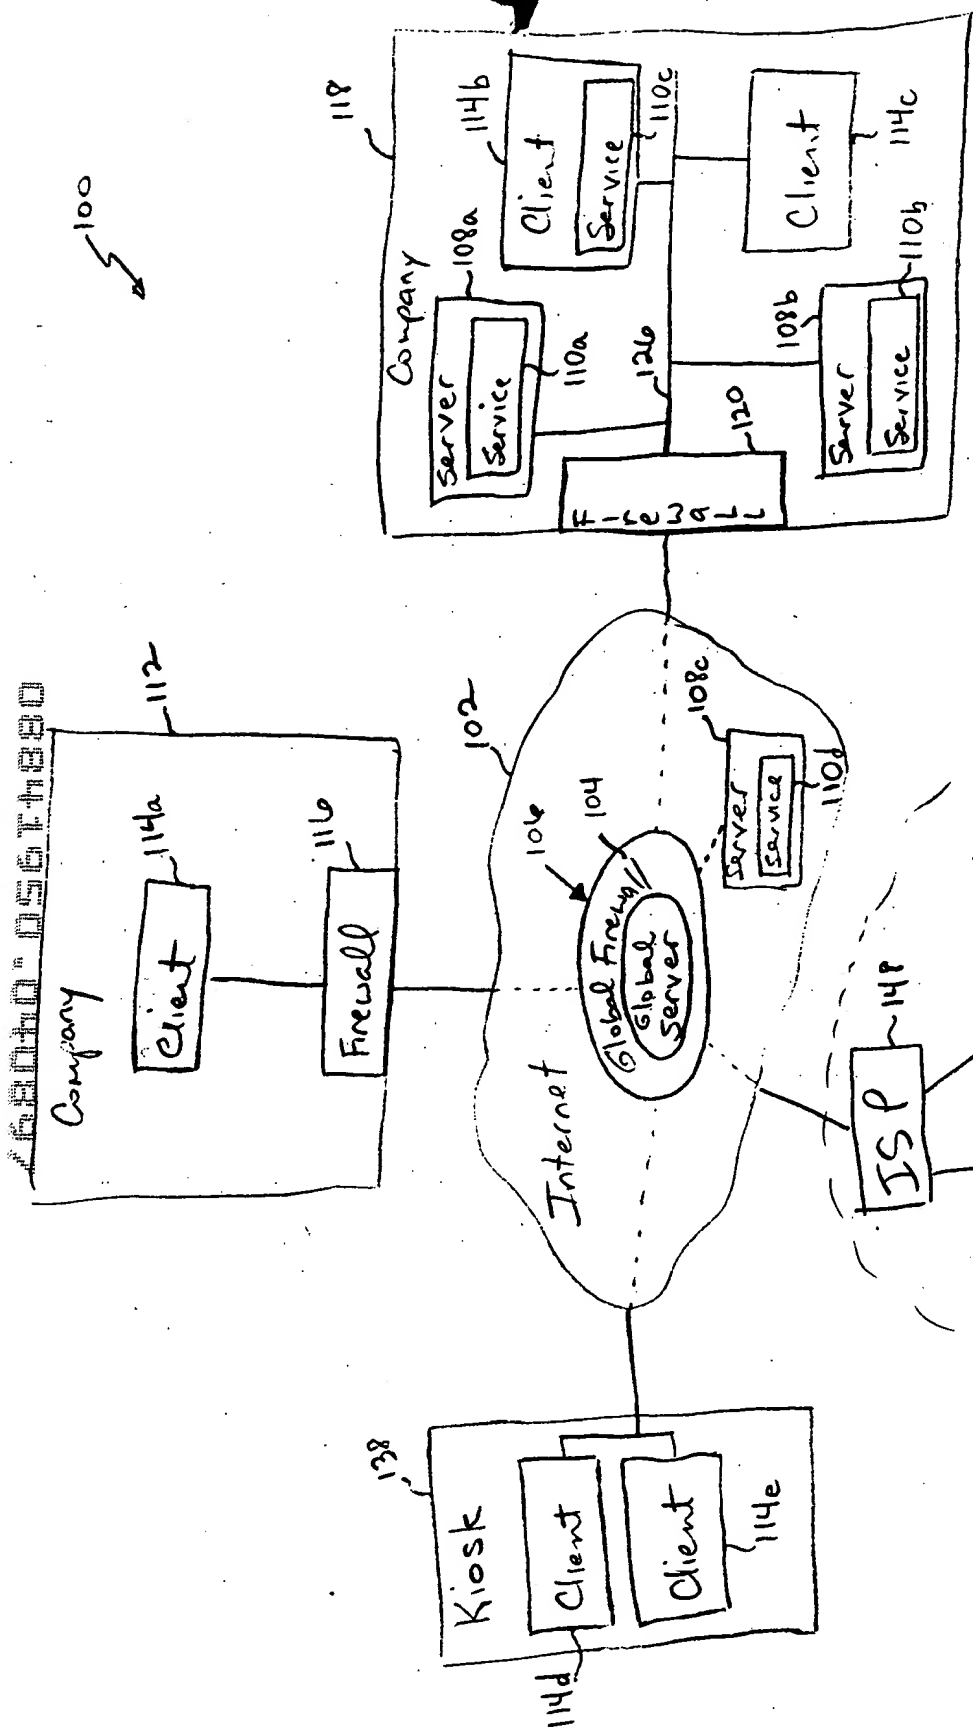 100
Company
112
Client
114a
Firewall
116
Company
118
Server
108a
Service
110a
Client
114b
Service
110c
126
Firewall
120
Server
108b
Service
110b
Client
114c
Internet
102
106
104
Global Firewall
Global
Server
Server
108c
Service
110d
Kiosk
138
Client
114d
Client
114e
ISP
148